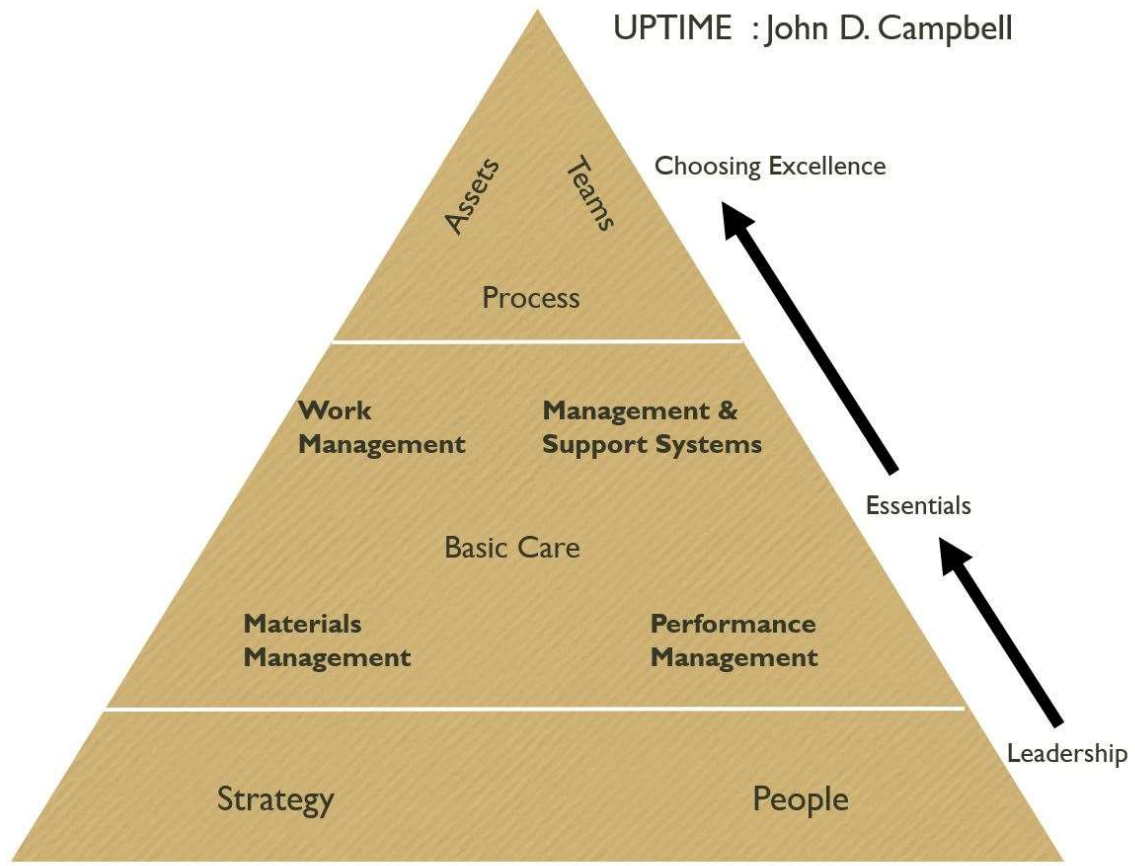 UPTIME : John D. Campbell
Choosing Excellence
Assets
Teams
Process
Work
Management
Management &
Support Systems
Essentials
Basic Care
Materials
Management
Performance
Management
Leadership
Strategy
People